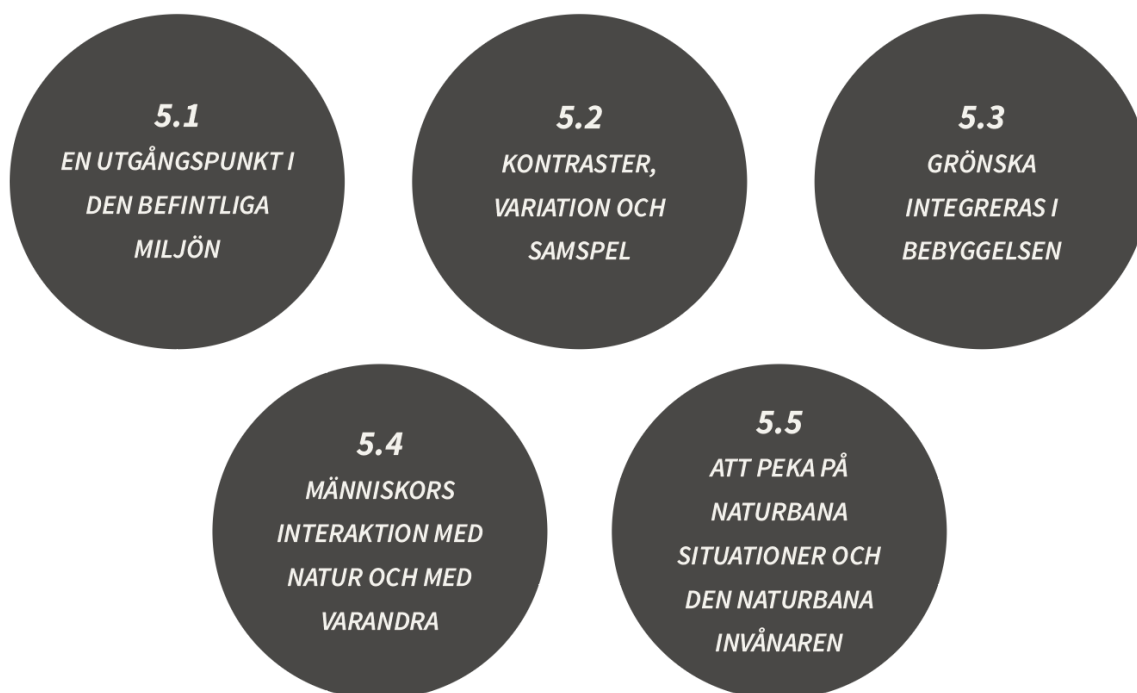 5.1
EN UTGÅNGSPUNKT I
DEN BEFINTLIGA
MILJÖN
5.2
KONTRASTER,
VARIATION OCH
SAMSPEL
5.3
GRÖNSKA
INTEGRERAS I
BEBYGGELSEN
5.4
MÄNNISKORS
INTERAKTION MED
NATUR OCH MED
VARANDRA
5.5
ATT PEKA PÅ
NATURBANA
SITUATIONER OCH
DEN NATURBANA
INVÅNAREN